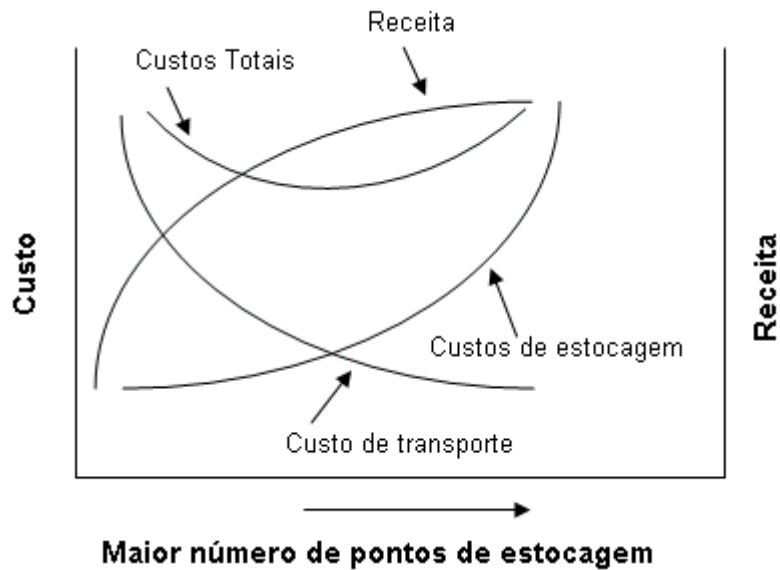 Receita
Custos Totais
Custo
Receita
Custos de estocagem
Custo de transporte
Maior número de pontos de estocagem